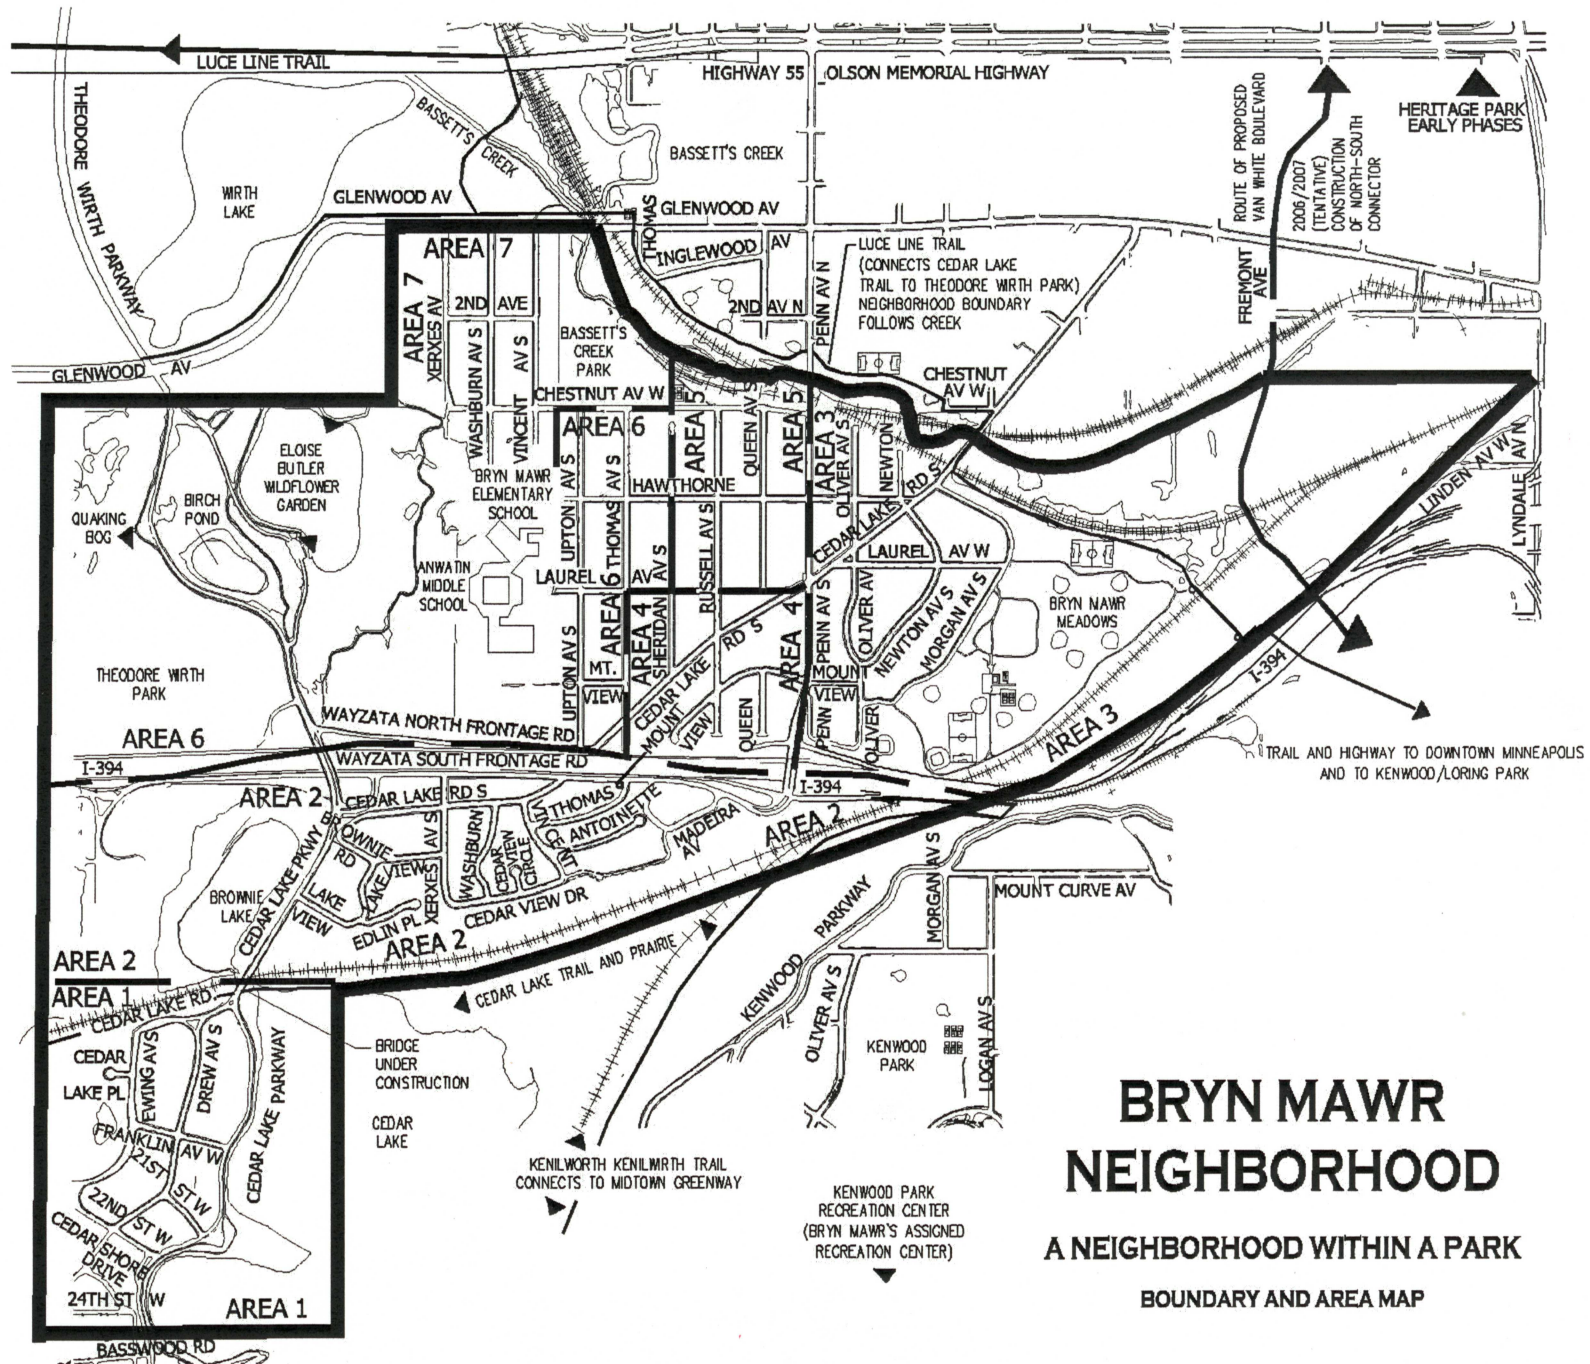 LUCE LINE TRAIL
HIGHWAY 55
OLSON MEMORIAL HIGHWAY
THEODORE WIRTH PARKWAY
BASSETT'S CREEK
BASSETT'S CREEK
WIRTH
LAKE
GLENWOOD AV
THOMAS
GLENWOOD AV
INGLEWOOD AV
2ND AV N
PENN AV N
LUCE LINE TRAIL
(CONNECTS CEDAR LAKE
TRAIL TO THEODORE WIRTH PARK)
NEIGHBORHOOD BOUNDARY
FOLLOWS CREEK
ROUTE OF PROPOSED
VAN WHITE BOULEVARD
2006/2007
(TENTATIVE)
CONSTRUCTION
OF NORTH-SOUTH
CONNECTOR
HERITAGE PARK
EARLY PHASES
FREMONT
AVE
AREA 7
AREA 7
XERXES AV
2ND AVE
WASHBURN AV S
VINCENT AV S
BASSETT'S
CREEK
PARK
GLENWOOD AV
CHESTNUT AV W
CHESTNUT
AV W
AREA 6
AREA 5
QUEEN AV S
AREA 5
AREA 3
OLIVER AV S
NEWTON
ELOISE
BUTLER
WILDFLOWER
GARDEN
BIRCH
POND
QUAKING
BOG
BRYN MAWR
ELEMENTARY
SCHOOL
HAWTHORNE
UPTON AV S
THOMAS AV S
RUSSELL AV S
CEDAR LAKE RD S
LINDEN AV W
LYNDALE AV N
ANWATIN
MIDDLE
SCHOOL
LAUREL AV
LAUREL AV W
AREA 6
AREA 4
SHERIDAN AV S
AREA 4
PENN AV S
OLIVER AV
NEWTON AV S
MORGAN AV S
BRYN MAWR
MEADOWS
THEODORE WIRTH
PARK
UPTON AV S
MT.
VIEW
CEDAR LAKE RD S
MOUNT VIEW
QUEEN
MOUNT
VIEW
PENN
OLIVER
I-394
AREA 3
WAYZATA NORTH FRONTAGE RD
AREA 6
WAYZATA SOUTH FRONTAGE RD
I-394
I-394
TRAIL AND HIGHWAY TO DOWNTOWN MINNEAPOLIS
AND TO KENWOOD/LORING PARK
AREA 2
CEDAR LAKE RD S
THOMAS
VINCENT
ANTOINETTE
MADEIRA
AV
AREA 2
BROWNIE
RD
XERXES AV S
WASHBURN
CEDAR
VIEW
CIRCLE
LAKE VIEW
LAKE
VIEW
EDLIN PL
CEDAR VIEW DR
BROWNIE
LAKE
CEDAR LAKE PKWY
AREA 2
MORGAN AV S
MOUNT CURVE AV
KENWOOD PARKWAY
CEDAR LAKE TRAIL AND PRAIRIE
AREA 2
AREA 1
CEDAR LAKE RD
CEDAR
LAKE PL
EWING AV S
DREW AV S
CEDAR LAKE PARKWAY
BRIDGE
UNDER
CONSTRUCTION
CEDAR
LAKE
OLIVER AV S
KENWOOD
PARK
LOGAN AV S
FRANKLIN AV W
21ST ST W
22ND ST W
CEDAR SHORE
DRIVE
24TH ST W
AREA 1
BASSWOOD RD
KENILWORTH KENILMRTH TRAIL
CONNECTS TO MIDTOWN GREENWAY
KENWOOD PARK
RECREATION CENTER
(BRYN MAWR'S ASSIGNED
RECREATION CENTER)
BRYN MAWR
NEIGHBORHOOD
A NEIGHBORHOOD WITHIN A PARK
BOUNDARY AND AREA MAP